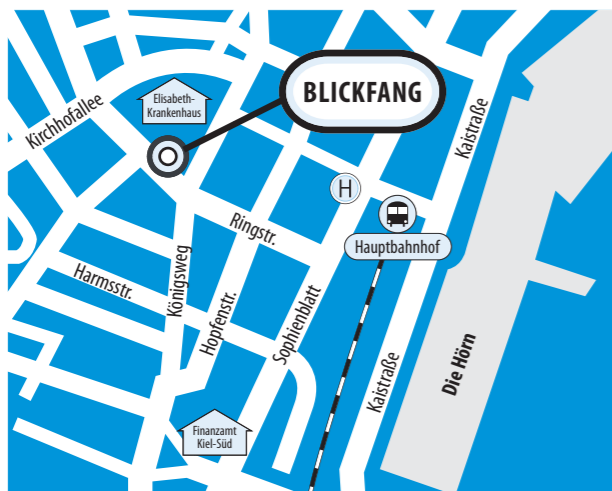 BLICKFANG
Elisabeth-
Krankenhaus
Kirchhofallee
Kaistraße
H
Ringstr.
Hauptbahnhof
Harmsstr.
Königsweg
Hopfenstr.
Sophienblatt
Kaistraße
Die Hörn
Finanzamt
Kiel-Süd